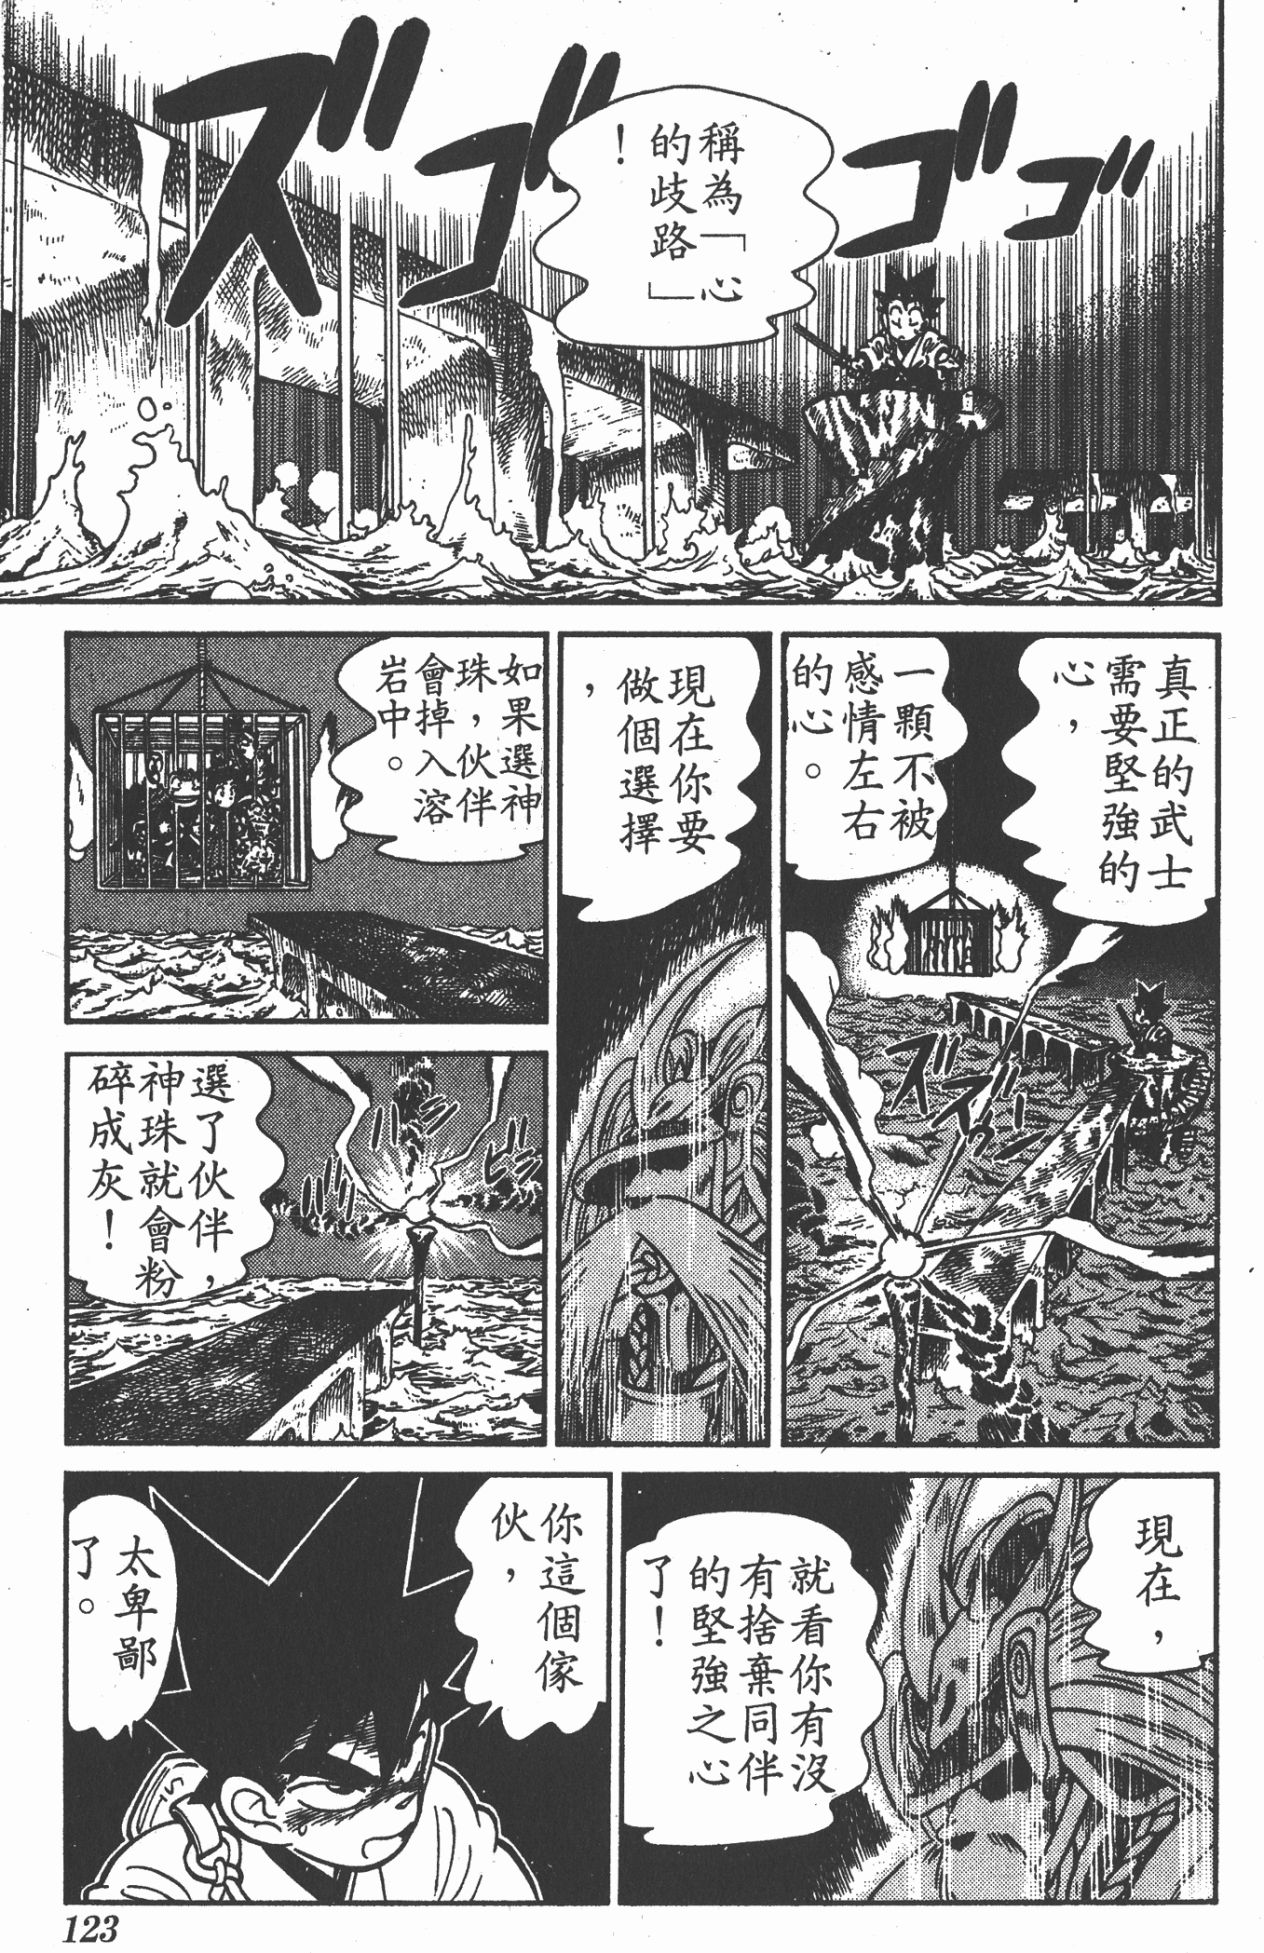 ズゴゴゴゴ
稱為「心
的歧路」
！
真正的武士
需要堅強的
心，
一顆不被
感情左右
的心。
ズズウ
現在你要
做個選擇
，
如果選神
珠，伙伴
會掉入溶
岩中。
選了伙伴，
神珠就會粉
碎成灰！
現在，
就看你有沒
有捨棄同伴
的堅強之心
了！
你這個傢
伙，
太卑鄙
了。
123